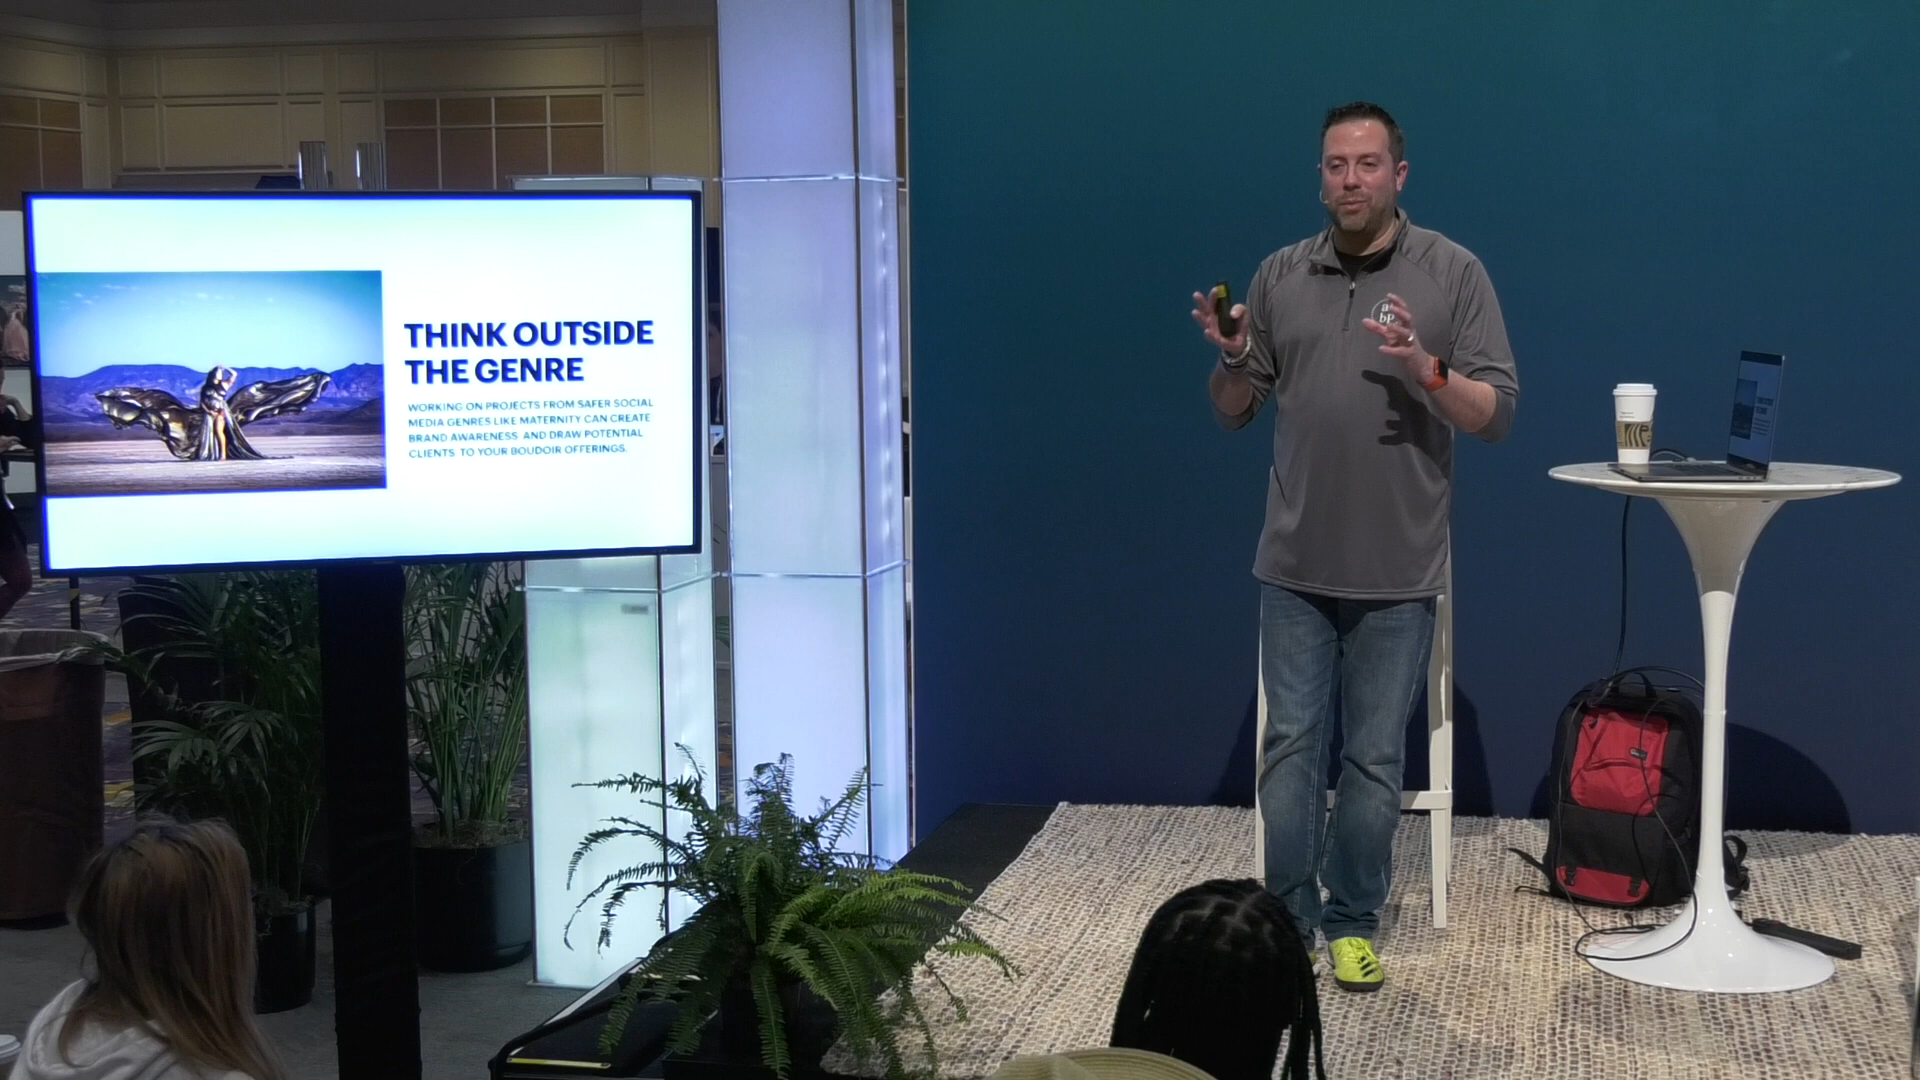 THINK OUTSIDE
THE GENRE
WORKING ON PROJECTS FROM SAFER SOCIAL
MEDIA GENRES LIKE MATERNITY CAN CREATE
BRAND AWARENESS AND DRAW POTENTIAL
CLIENTS TO YOUR BOUDOIR OFFERINGS.